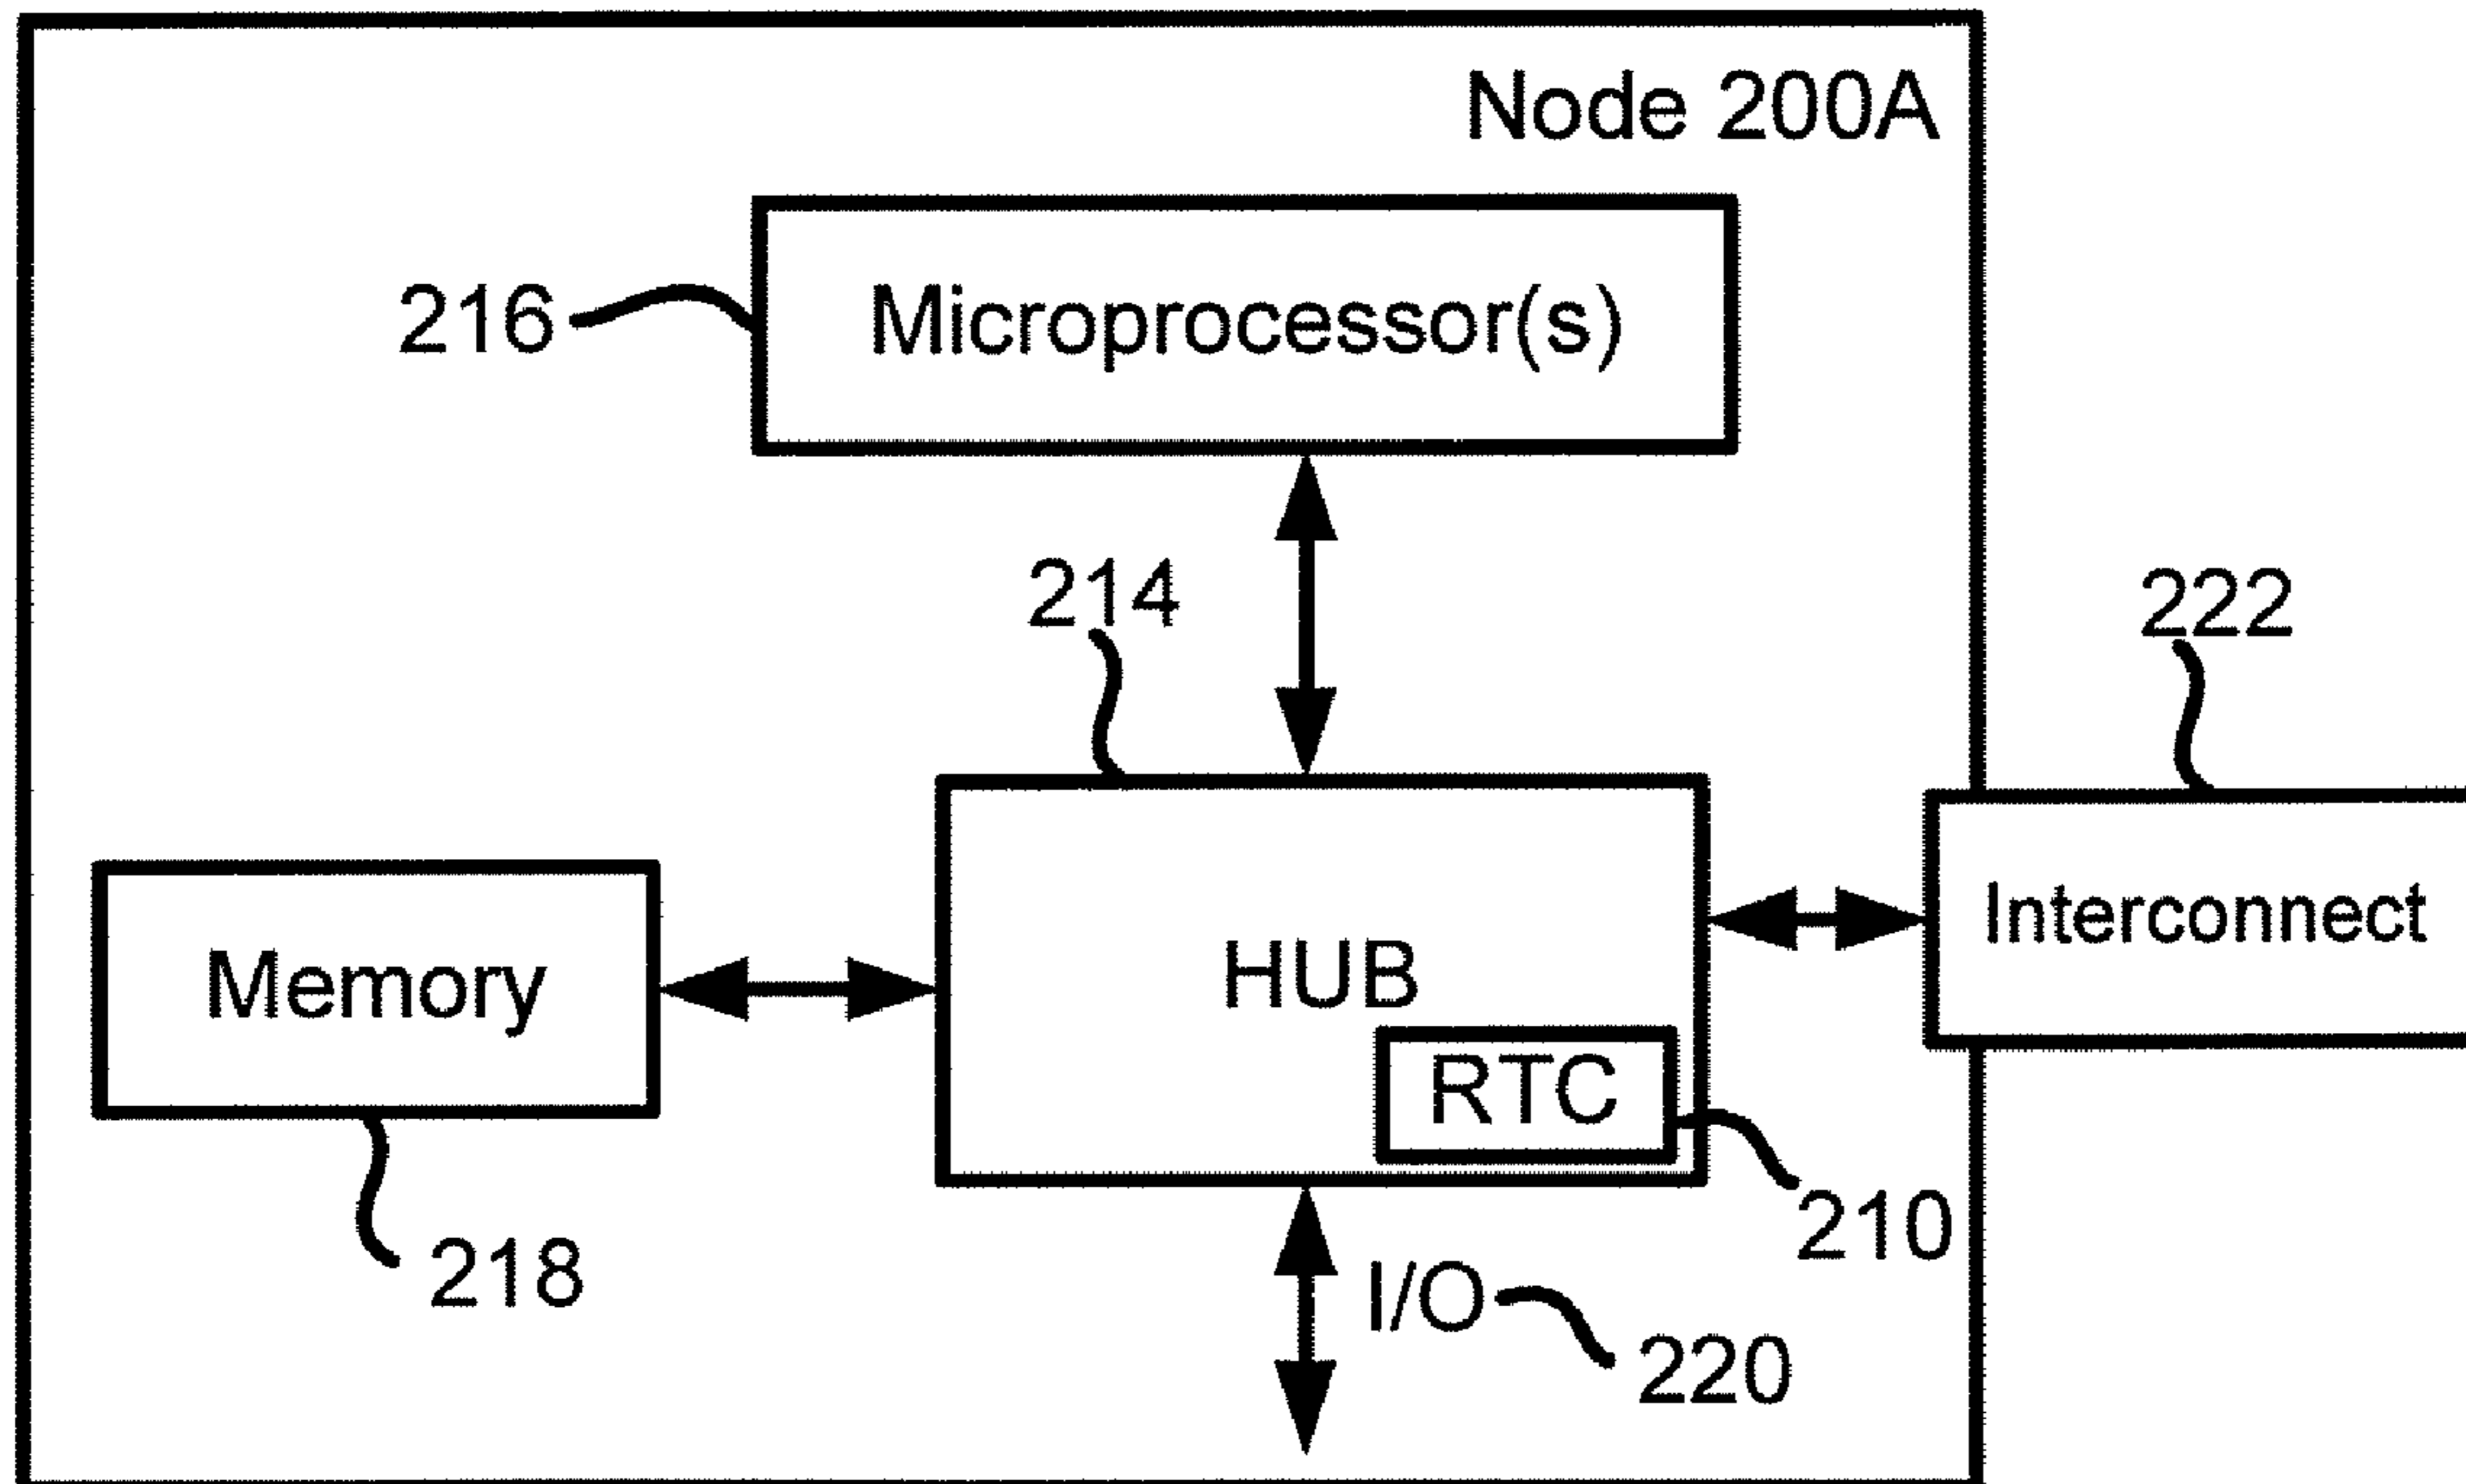 Node 200A
216
Microprocessor(s)
214
222
Interconnect
HUB
Memory
RTC
210
218
I/O
220